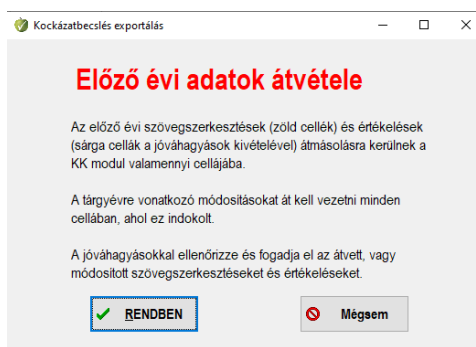 Kockázatbecslés exportálás
Előző évi adatok átvétele
Az előző évi szövegszerkesztések (zöld cellék) és értékelések
(sárga cellák a jóváhagyások kivételével) átmásolásra kerülnek a
KK modul valamennyi cellájába.
A tárgyévre vonatkozó módosításokat át kell vezetni minden
cellában, ahol ez indokolt.
A jóváhagyásokkal ellenőrizze és fogadja el az átvett, vagy
módosított szövegszerkesztéseket és értékeléseket.
RENDBEN
Mégsem